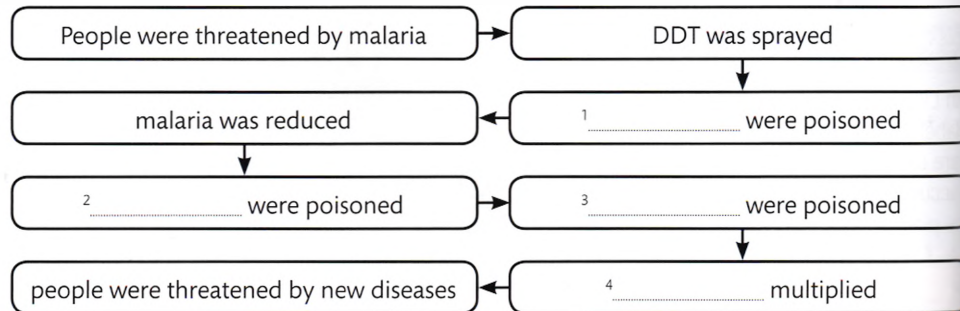 People were threatened by malaria
DDT was sprayed
malaria was reduced
1 were poisoned
2 were poisoned
3 were poisoned
people were threatened by new diseases
4 multiplied